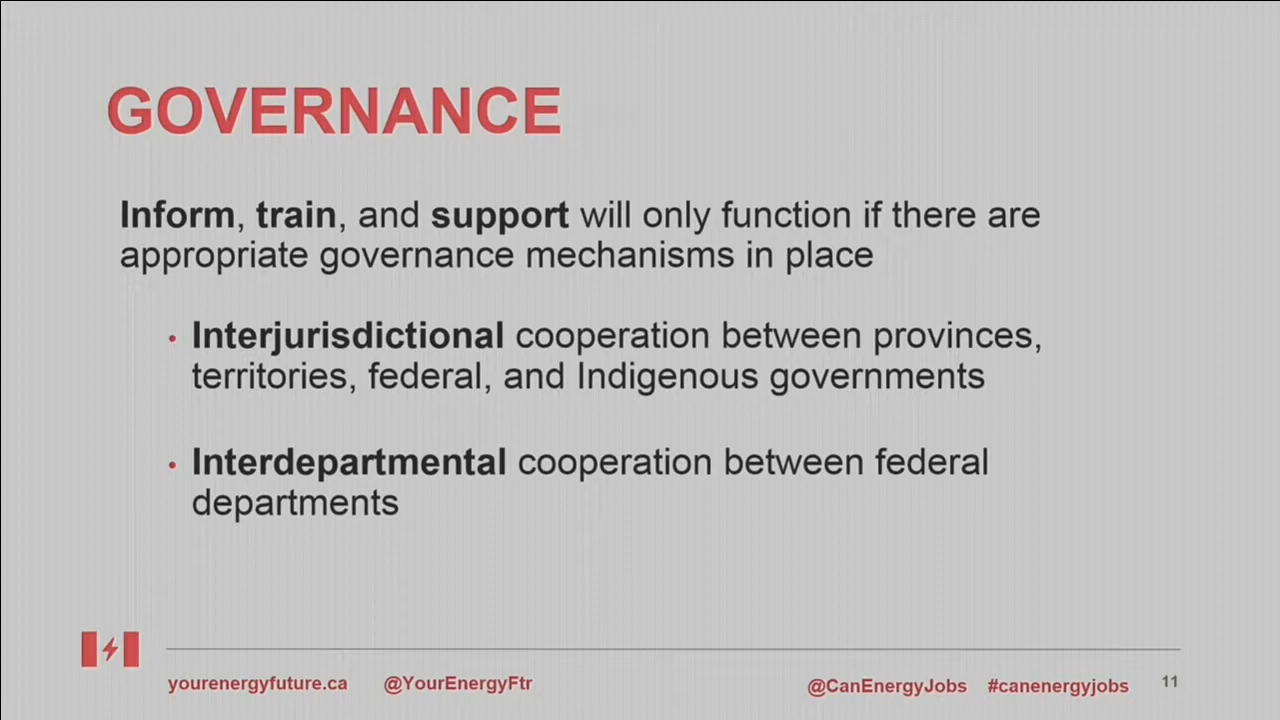 GOVERNANCE
Inform, train, and support will only function if there are
appropriate governance mechanisms in place
• Interjurisdictional cooperation between provinces,
territories, federal, and Indigenous governments
• Interdepartmental cooperation between federal
departments
yourenergyfuture.ca @YourEnergyFtr @CanEnergyJobs #canenergyjobs 11